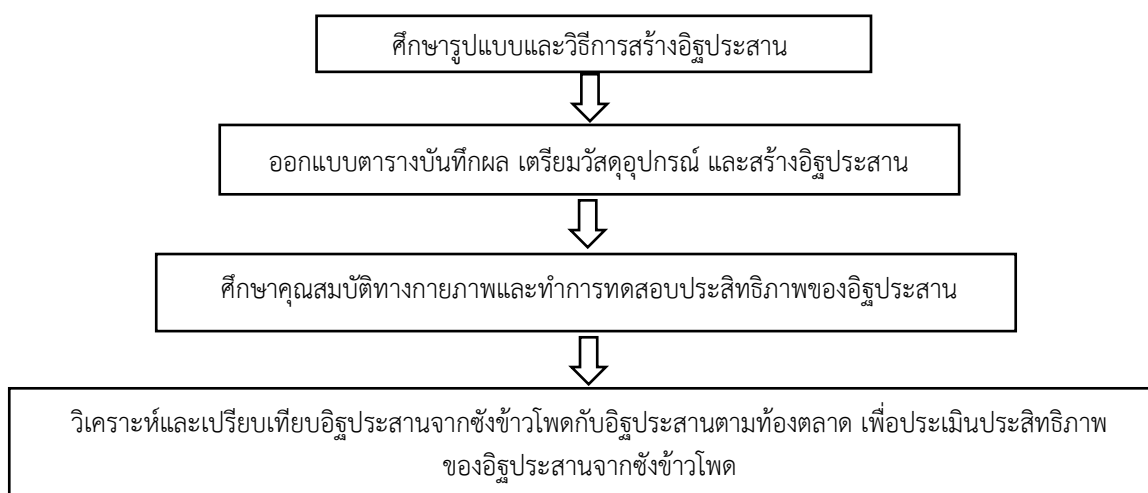 ศึกษารูปแบบและวิธีการสร้างอิฐประสาน
ออกแบบตารางบันทึกผล เตรียมวัสดุอุปกรณ์ และสร้างอิฐประสาน
ศึกษาคุณสมบัติทางกายภาพและทำการทดสอบประสิทธิภาพของอิฐประสาน
วิเคราะห์และเปรียบเทียบอิฐประสานจากซังข้าวโพดกับอิฐประสานตามท้องตลาด เพื่อประเมินประสิทธิภาพ
ของอิฐประสานจากซังข้าวโพด